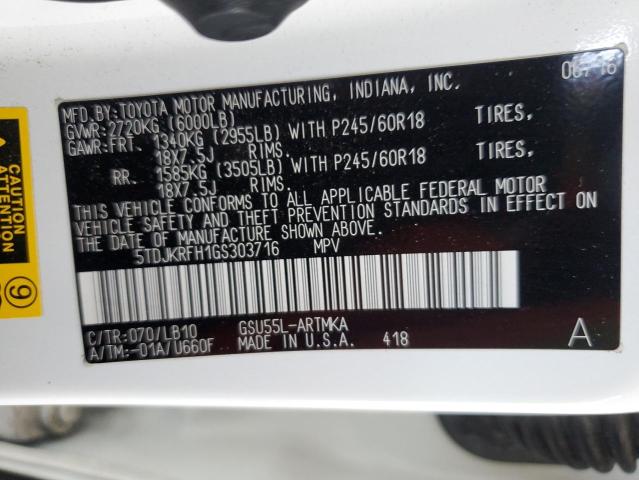 06/16
MFD.BY:TOYOTA MOTOR MANUFACTURING, INDIANA, INC.
GVWR:2720KG (6000LB)
GAWR:FRT. 1340KG (2955LB) WITH P245/60R18 TIRES,
18X7.5J RIMS.
RR. 1585KG (3505LB) WITH P245/60R18 TIRES,
18X7.5J RIMS.
THIS VEHICLE CONFORMS TO ALL APPLICABLE FEDERAL MOTOR
VEHICLE SAFETY AND THEFT PREVENTION STANDARDS IN EFFECT ON
THE DATE OF MANUFACTURE SHOWN ABOVE.
5TDJKRFH1GS303716 MPV
C/TR:070/LB10 GSU55L-ARTMKA
A/TM:-01A/U660F MADE IN U.S.A. 418 A
CAUTION
ATTENTION
9